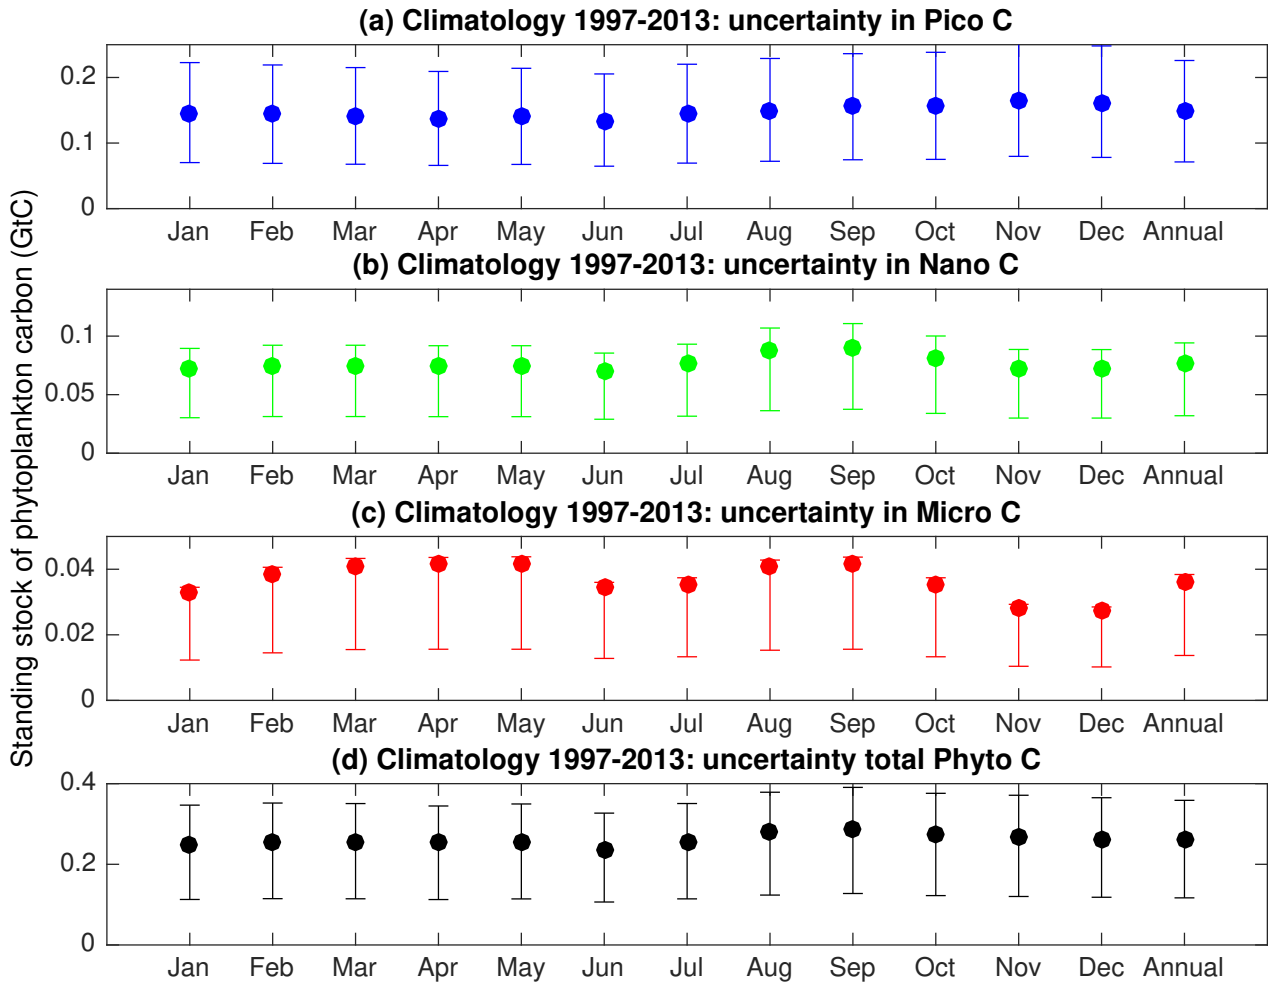 Standing stock of phytoplankton carbon (GtC)
(a) Climatology 1997-2013: uncertainty in Pico C
0.2
0.1
0
Jan Feb Mar Apr May Jun Jul Aug Sep Oct Nov Dec Annual
(b) Climatology 1997-2013: uncertainty in Nano C
0.1
0.05
0
Jan Feb Mar Apr May Jun Jul Aug Sep Oct Nov Dec Annual
(c) Climatology 1997-2013: uncertainty in Micro C
0.04
0.02
0
Jan Feb Mar Apr May Jun Jul Aug Sep Oct Nov Dec Annual
(d) Climatology 1997-2013: uncertainty total Phyto C
0.4
0.2
0
Jan Feb Mar Apr May Jun Jul Aug Sep Oct Nov Dec Annual